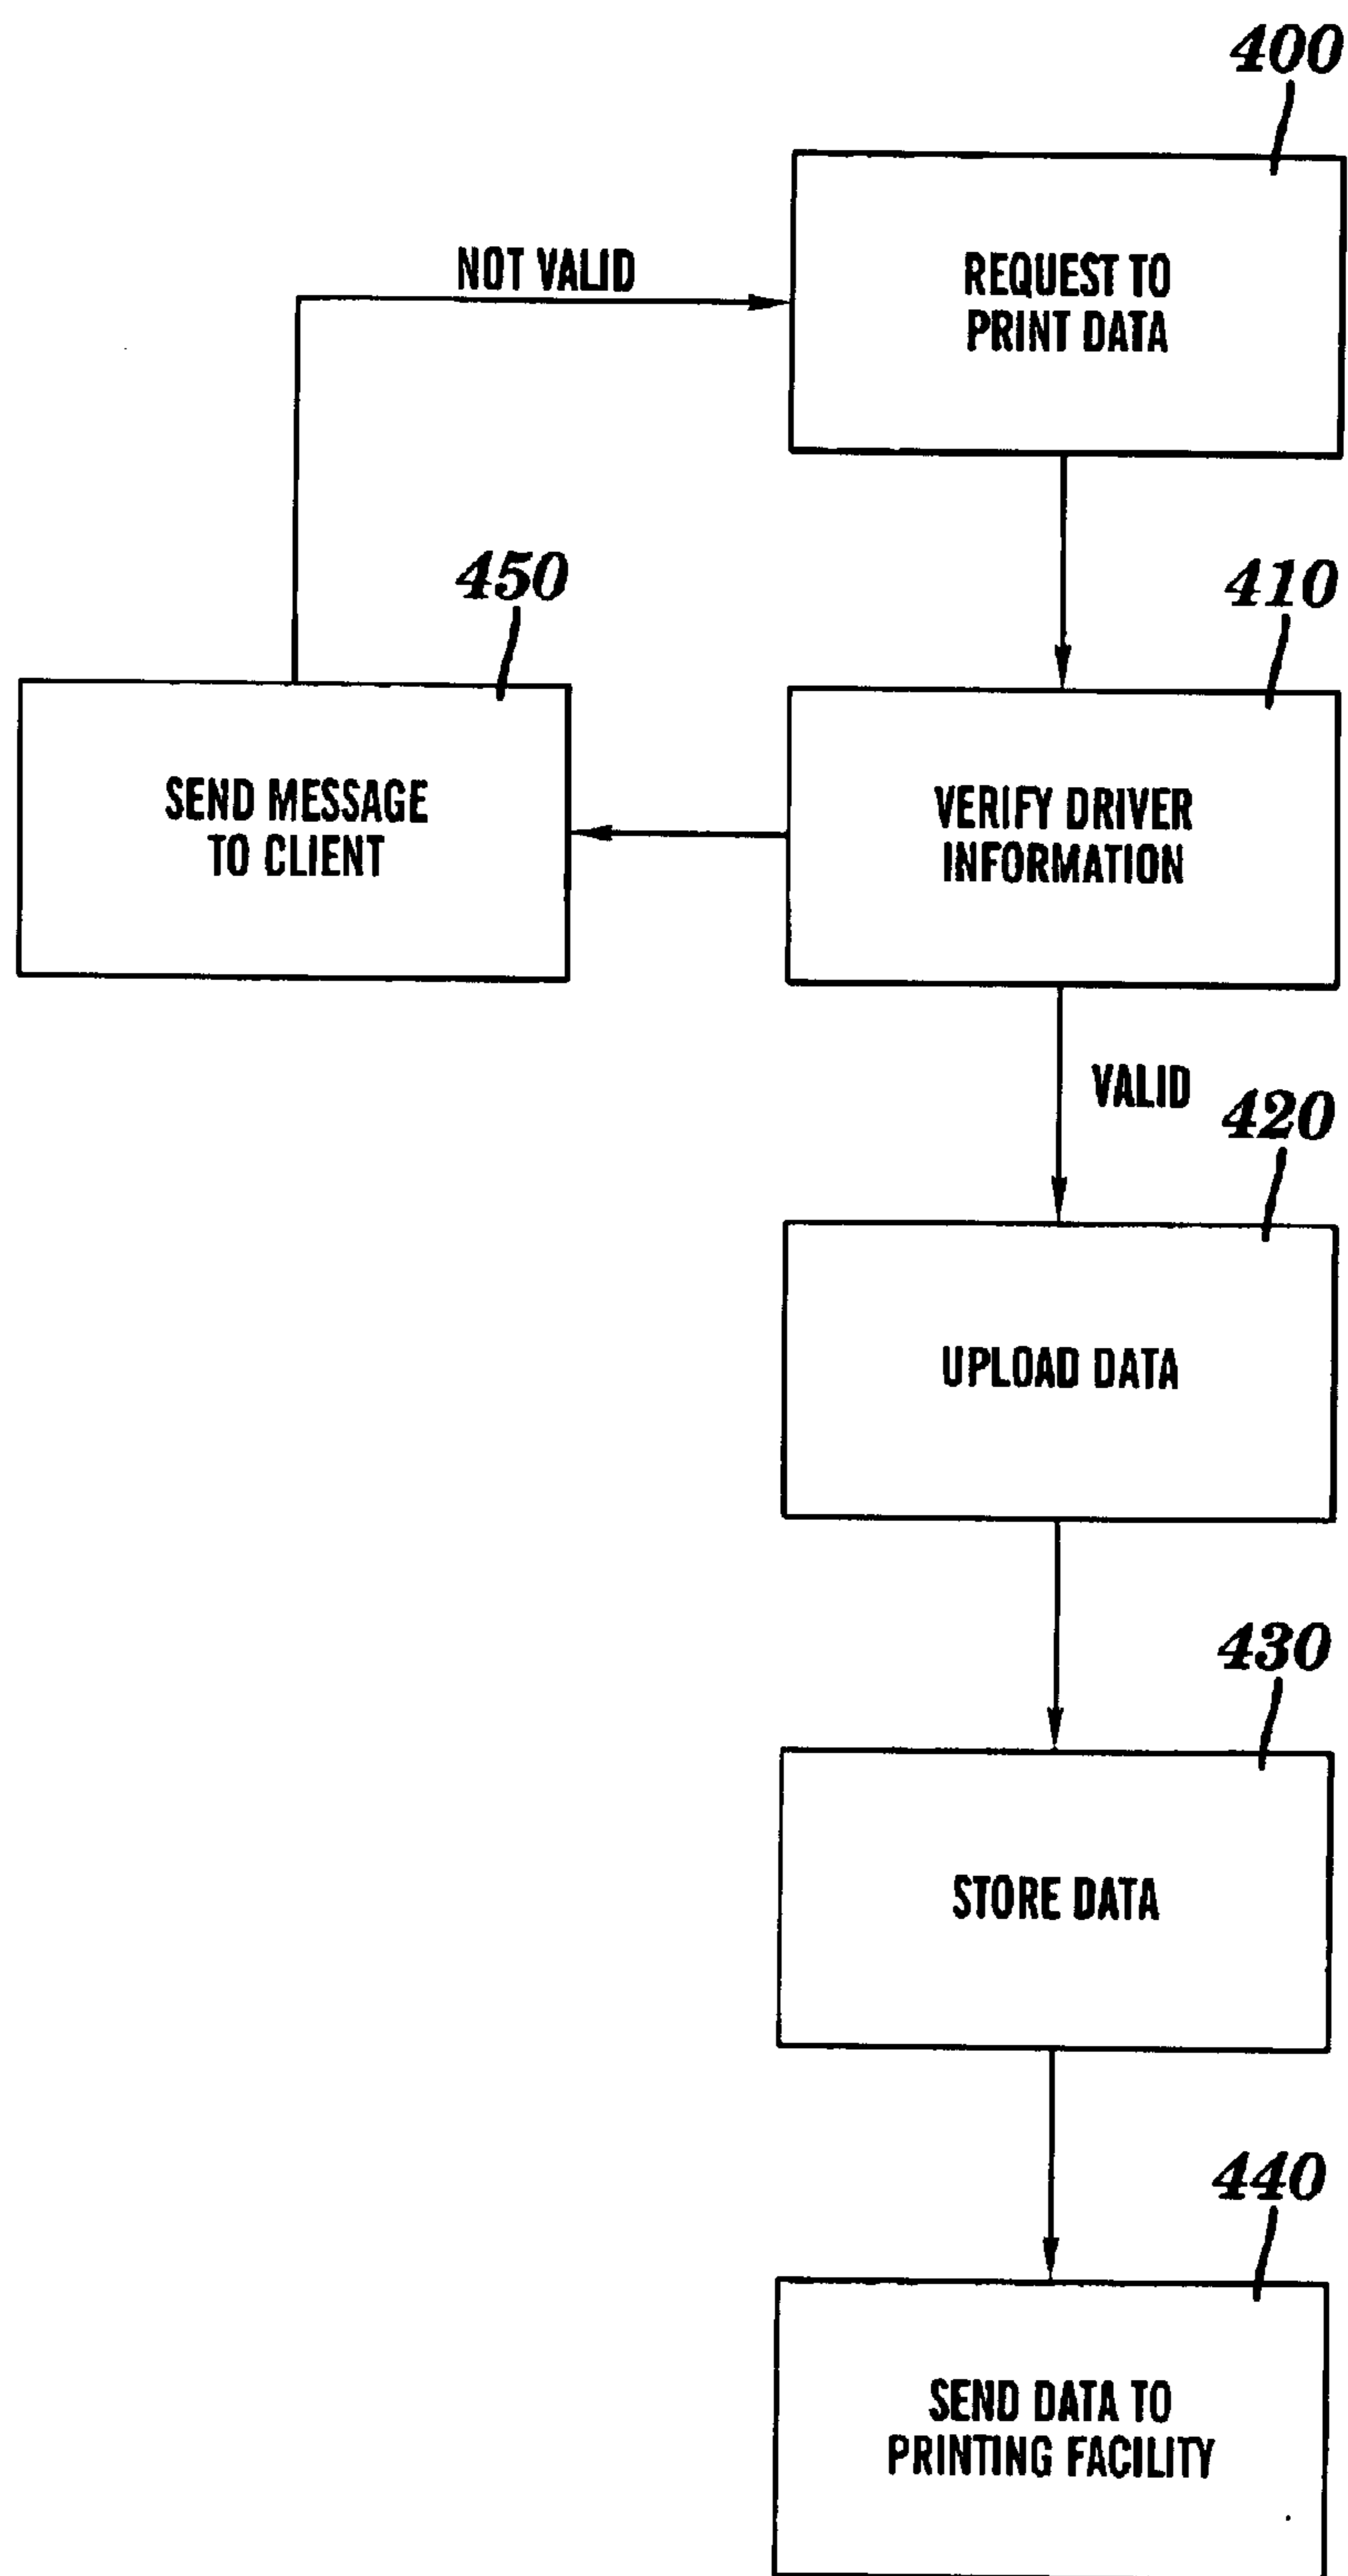 400
NOT VALID
REQUEST TO
PRINT DATA
450
410
SEND MESSAGE
TO CLIENT
VERIFY DRIVER
INFORMATION
VALID
420
UPLOAD DATA
430
STORE DATA
440
SEND DATA TO
PRINTING FACILITY